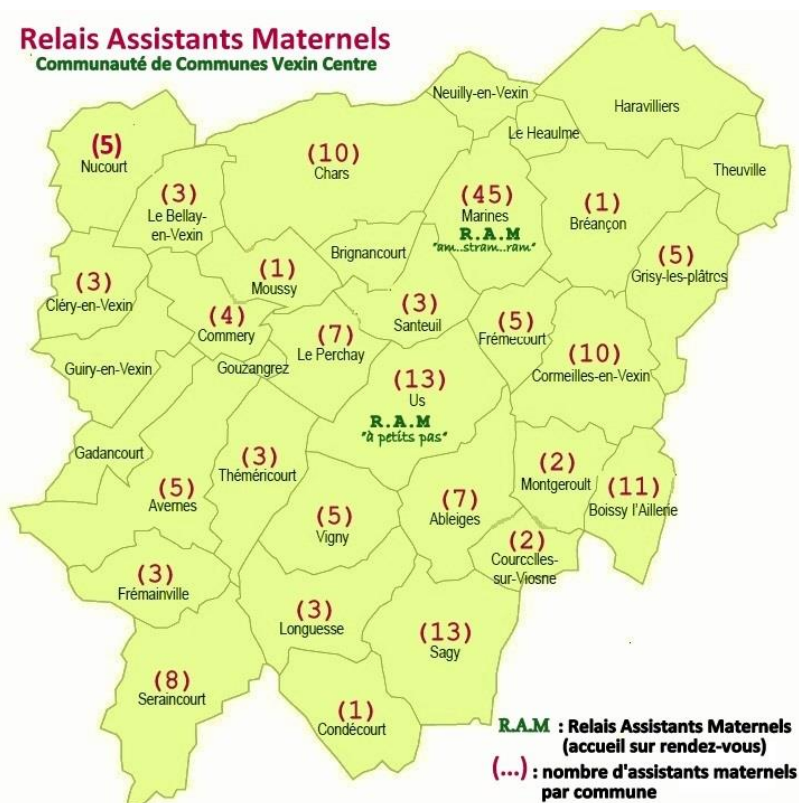 Relais Assistants Maternels
Communauté de Communes Vexin Centre
Neuilly-en-Vexin
Haravilliers
Le Heaulme
(5)
Nucourt
(10)
Chars
Theuville
(3)
Le Bellay-
en-Vexin
(45)
Marines
R.A.M
"am...stram...ram"
(1)
Bréançon
Brignancourt
(5)
Grisy-les-plâtrcs
(3)
Cléry-en-Vexin
(1)
Moussy
(4)
Commery
(7)
Le Perchay
(3)
Santeuil
(5)
Frémecourt
(10)
Cormeilles-en-Vexin
Guiry-en-Vexin
Gouzangrez
(13)
Us
R.A.M
"à petits pas"
Gadancourt
(5)
Avernes
(3)
Théméricourt
(5)
Vigny
(7)
Ableiges
(2)
Montgeroult
(11)
Boissy l'Aillerie
(2)
Courcclles-
sur-Viosne
(3)
Frémainville
(3)
Longuesse
(13)
Sagy
(8)
Seraincourt
(1)
Condécourt
R.A.M : Relais Assistants Maternels
(accueil sur rendez-vous)
(...) : nombre d'assistants maternels
par commune